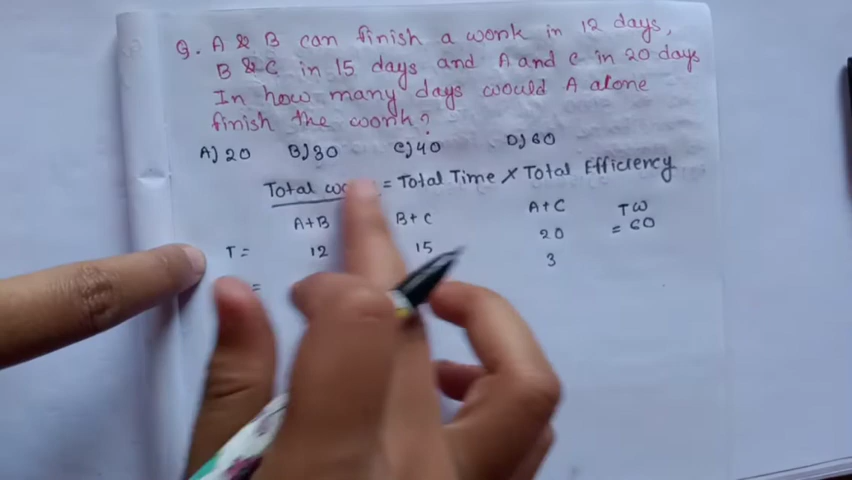 Q. A & B can finish a work in 12 days,
B & C in 15 days and A and C in 20 days
In how many days would A alone
finish the work?
A) 20 B) 30 C) 40 D) 60
Total = Total Time × Total Efficiency
A+B B+C A+C TW
T = 12 15 20 = 60
= 3